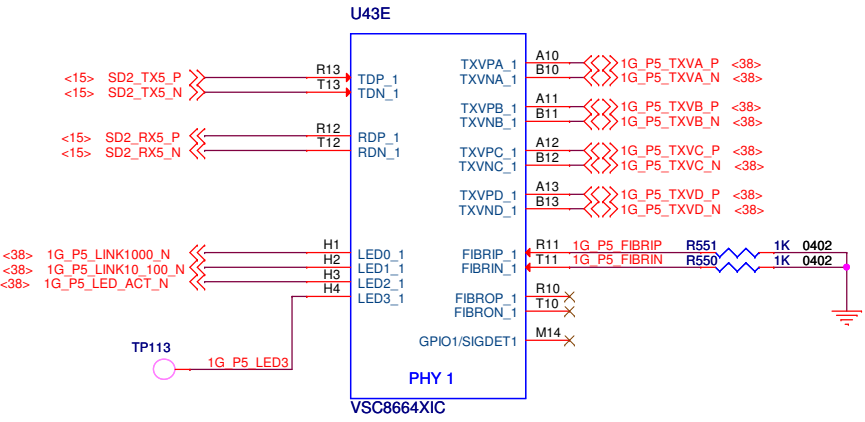 U43E
<15> SD2_TX5_P R13 TDP_1 TXVPA_1 A10 1G_P5_TXVA_P <38>
<15> SD2_TX5_N T13 TDN_1 TXVNA_1 B10 1G_P5_TXVA_N <38>
TXVPB_1 A11 1G_P5_TXVB_P <38>
TXVNB_1 B11 1G_P5_TXVB_N <38>
<15> SD2_RX5_P R12 RDP_1 TXVPC_1 A12 1G_P5_TXVC_P <38>
<15> SD2_RX5_N T12 RDN_1 TXVNC_1 B12 1G_P5_TXVC_N <38>
TXVPD_1 A13 1G_P5_TXVD_P <38>
TXVND_1 B13 1G_P5_TXVD_N <38>
<38> 1G_P5_LINK1000_N H1 LED0_1 FIBRIP_1 R11 1G_P5_FIBRIP R551 1K 0402
<38> 1G_P5_LINK10_100_N H2 LED1_1 FIBRIN_1 T11 1G_P5_FIBRIN R550 1K 0402
<38> 1G_P5_LED_ACT_N H3 LED2_1
H4 LED3_1 FIBROP_1 R10
FIBRON_1 T10
GPIO1/SIGDET1 M14
TP113
1G_P5_LED3
PHY 1
VSC8664XIC